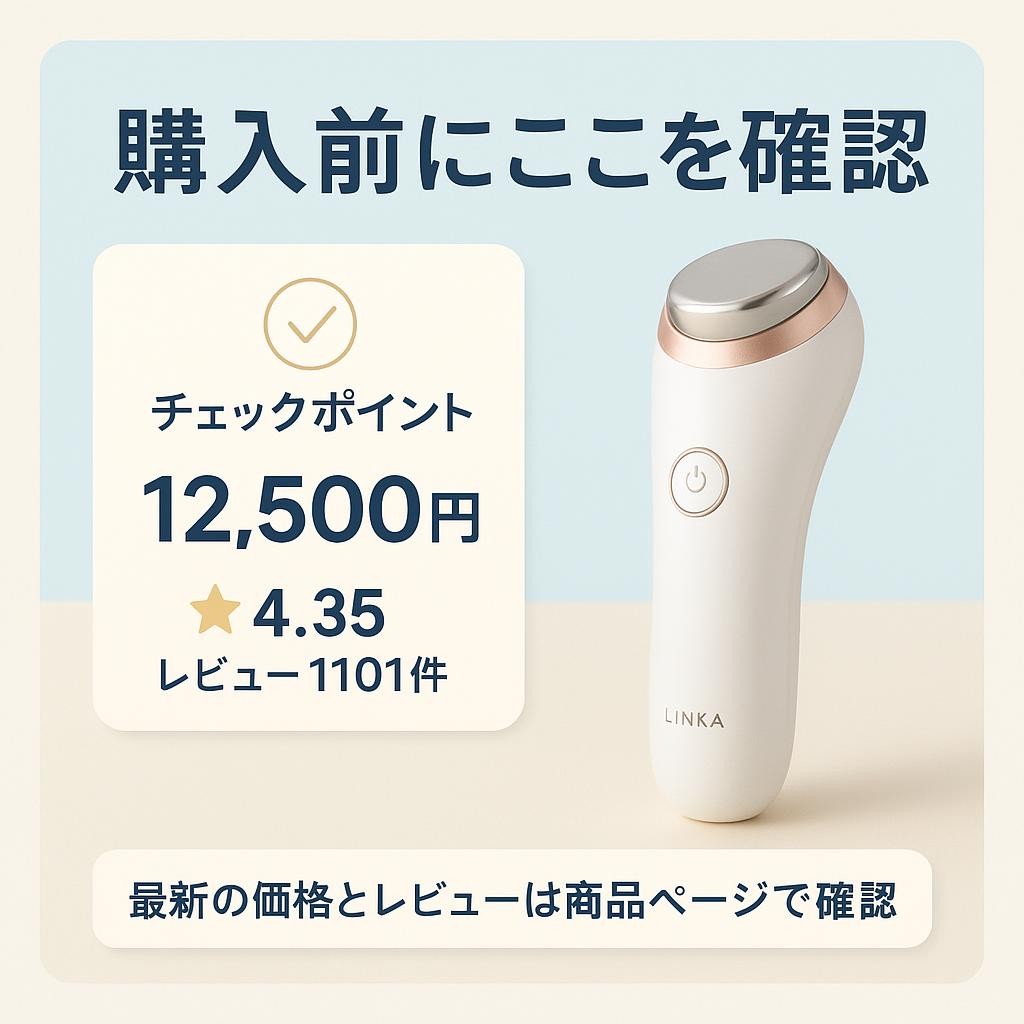 購入前にここを確認
チェックポイント
12,500円
4.35
レビュー1101件
LINKA
最新の価格とレビューは商品ページで確認